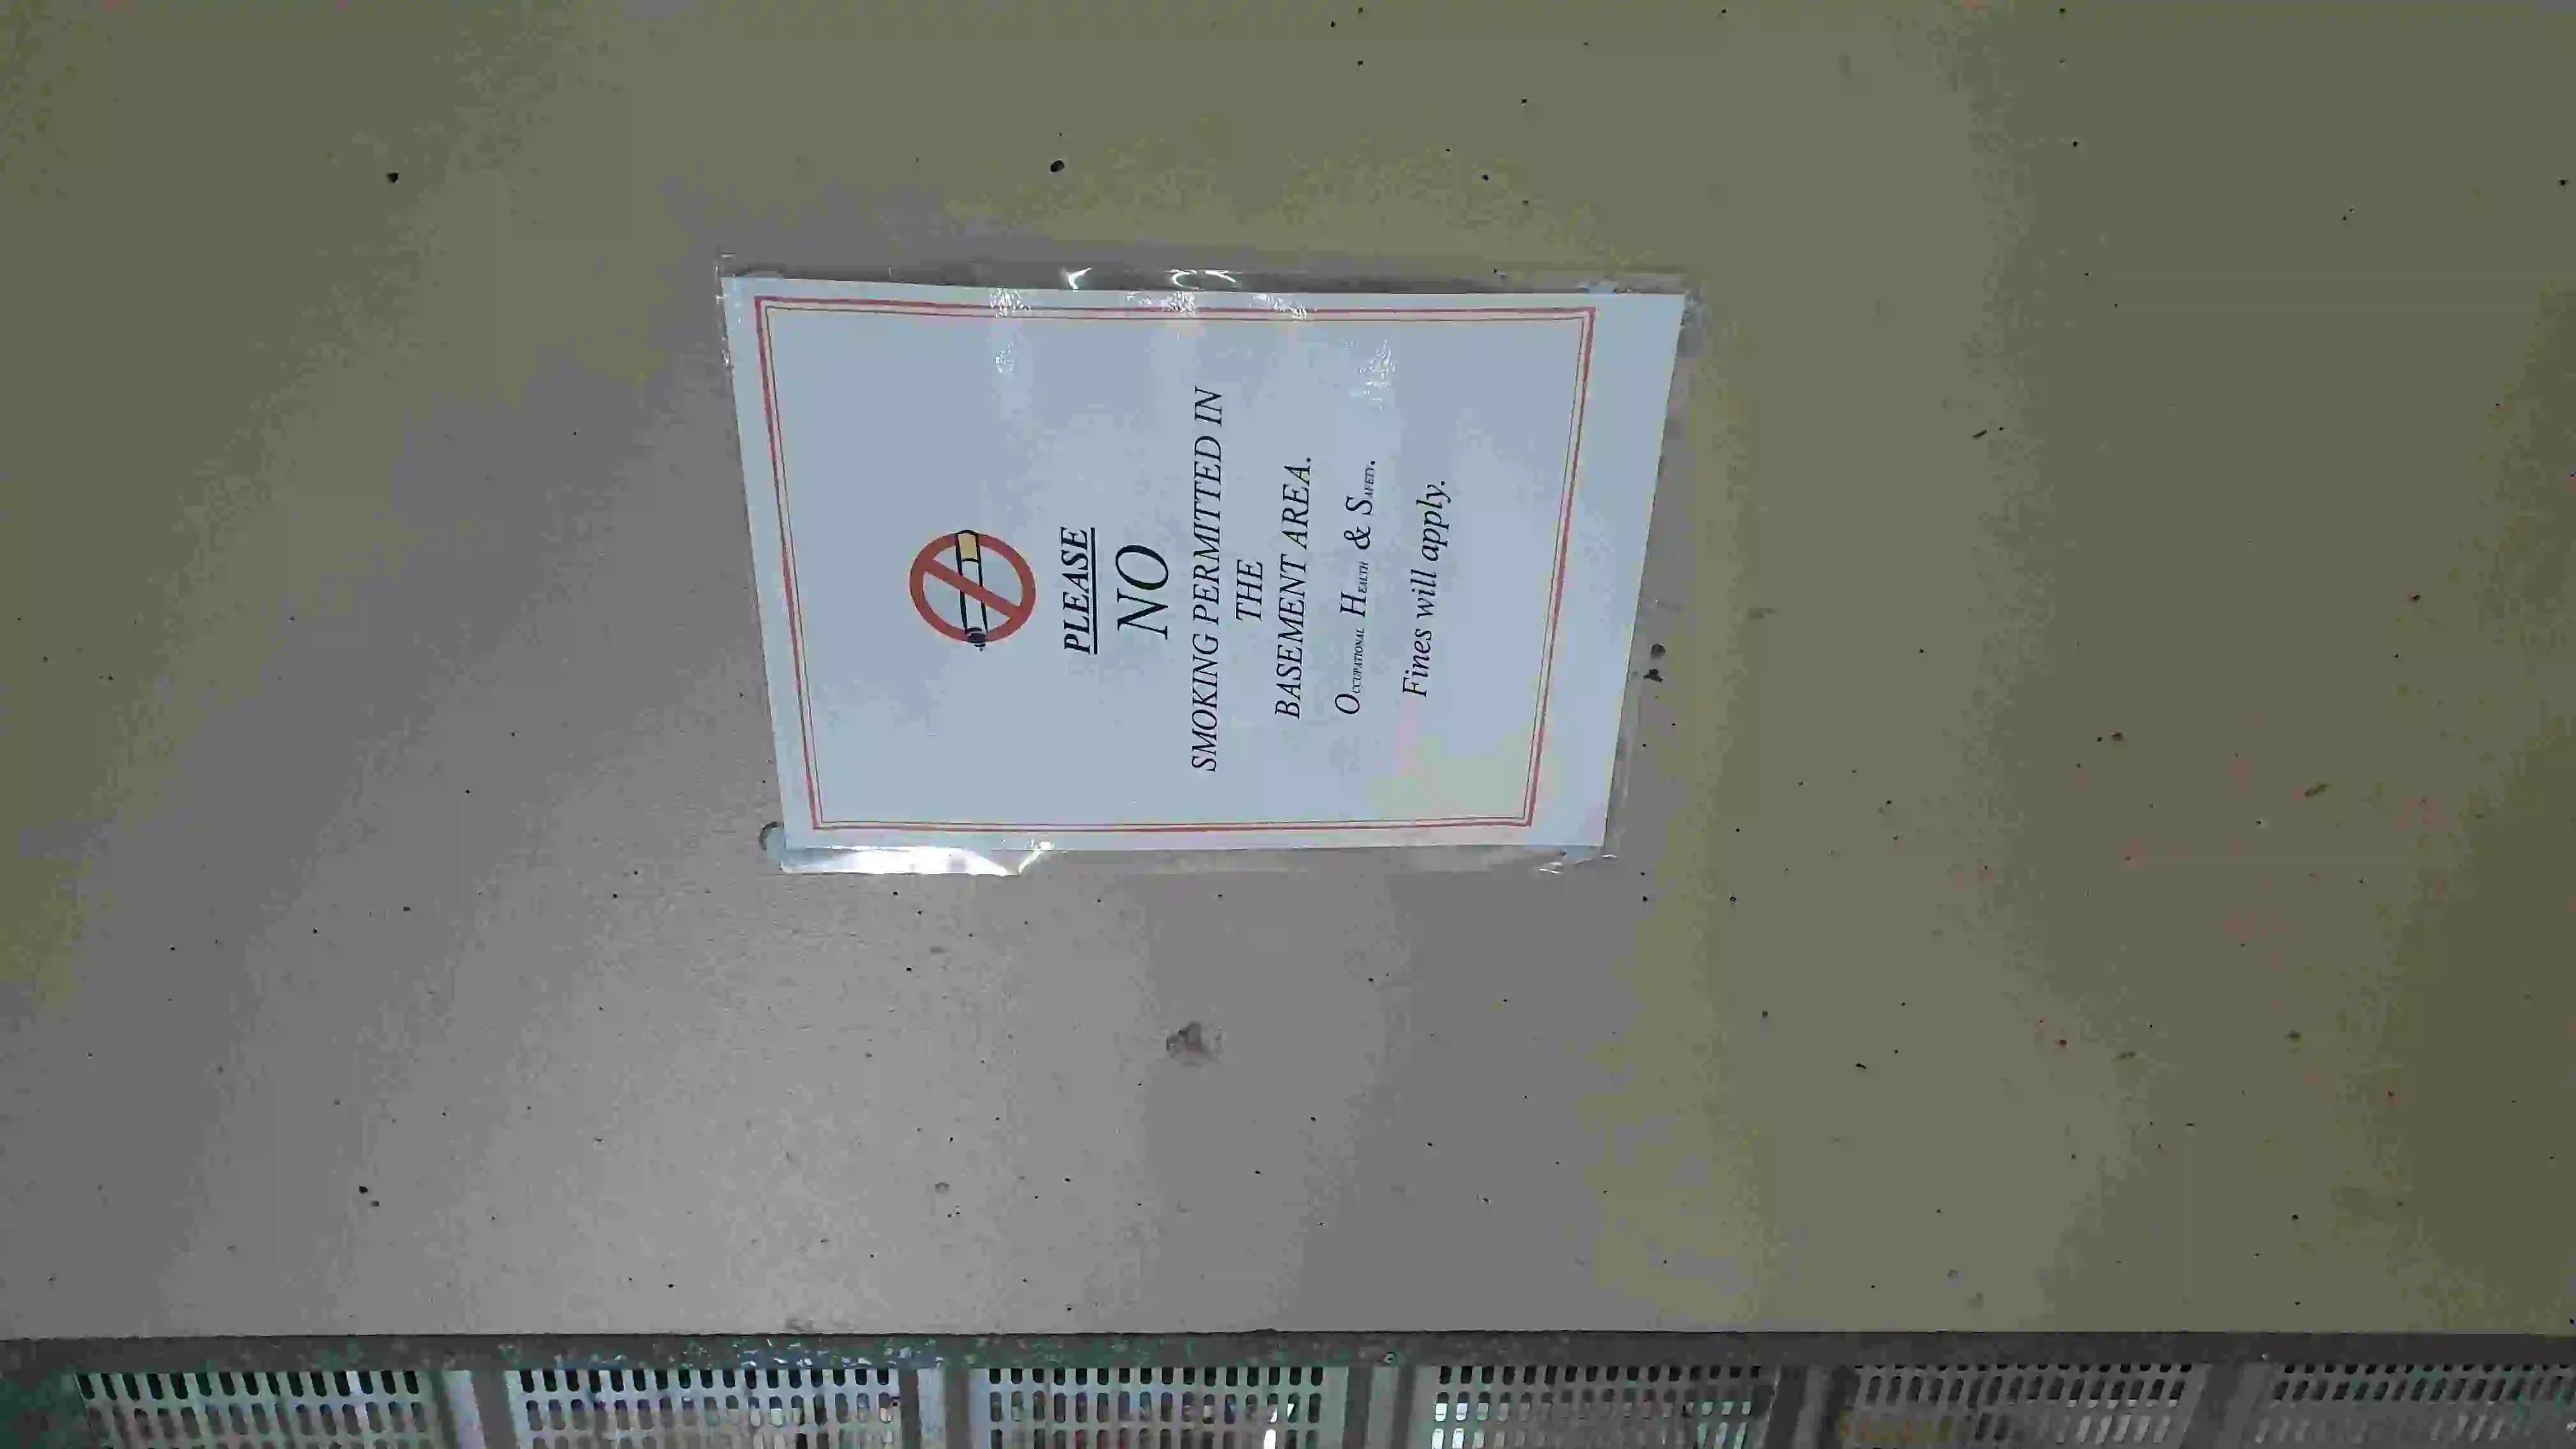 PLEASE
NO
SMOKING PERMITTED IN
THE
BASEMENT AREA.
OCCUPATIONAL HEALTH & SAFETY.
Fines will apply.